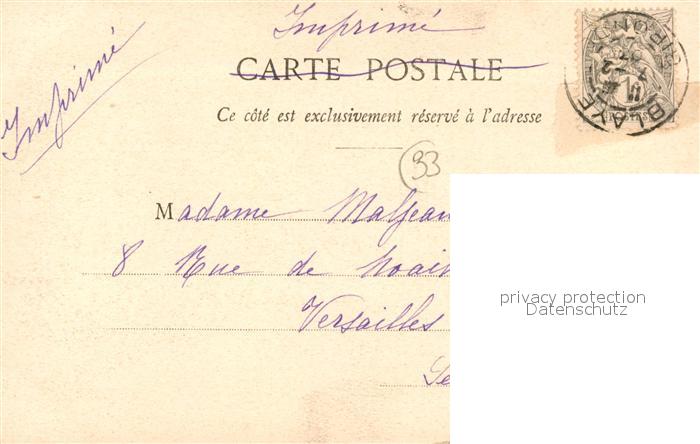 Imprimé
Imprimé
CARTE POSTALE
Ce côté est exclusivement réservé à l'adresse
33
Madame
8 Rue de
Versailles
privacy protection
Datenschutz